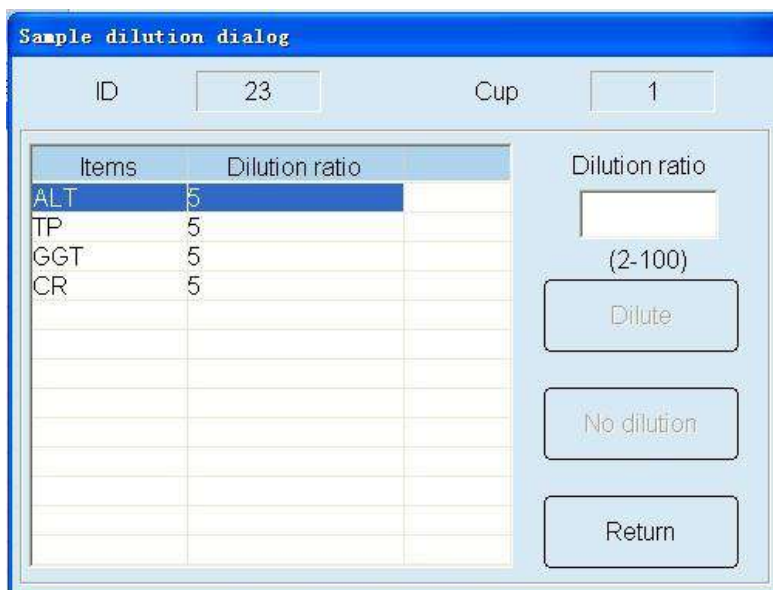 Sample dilution dialog
ID 23 Cup 1
Items Dilution ratio
ALT 5
TP 5
GGT 5
CR 5
Dilution ratio
(2-100)
Dilute
No dilution
Return